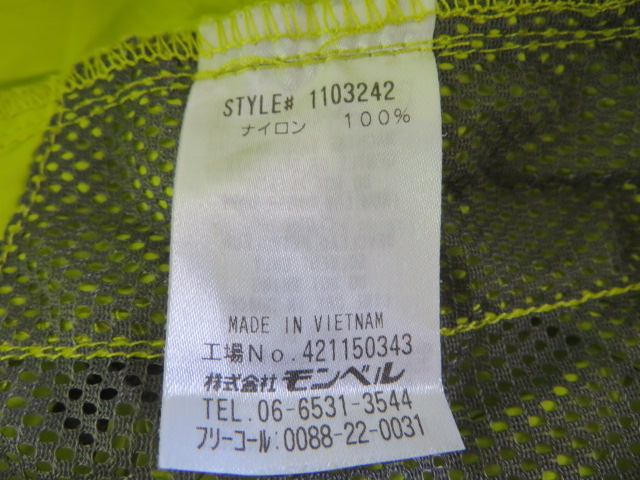 STYLE# 1103242
ナイロン 100%
MADE IN VIETNAM
工場No.421150343
株式会社 モンベル
TEL.06-6531-3544
フリーコール:0088-22-0031